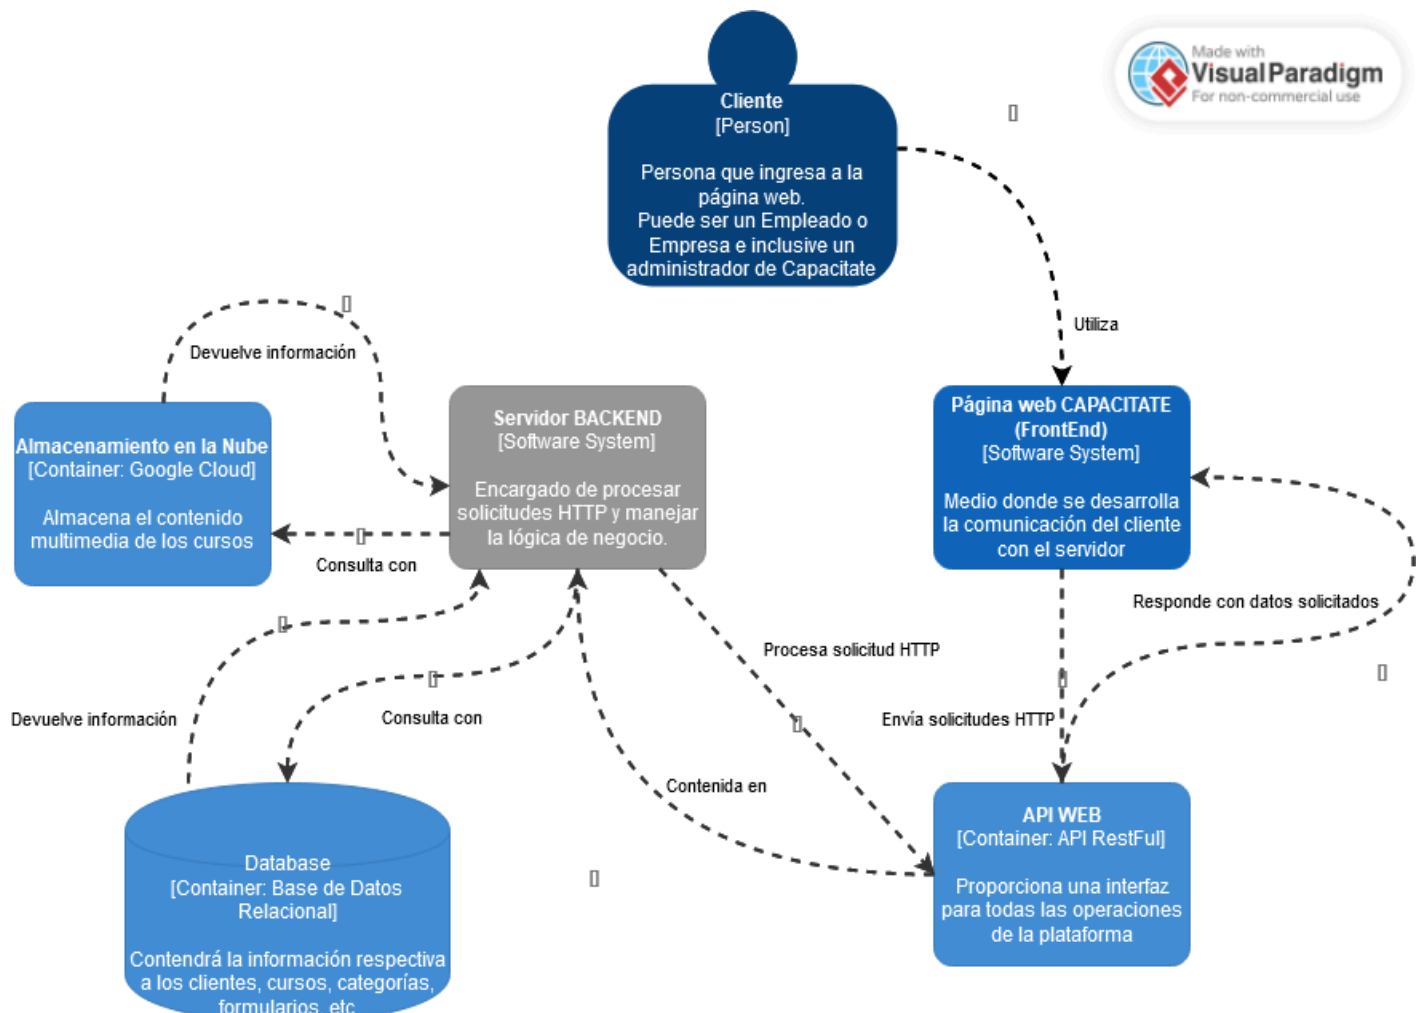 Made with
Visual Paradigm
For non-commercial use
Cliente
[Person]
Persona que ingresa a la
página web.
Puede ser un Empleado o
Empresa e inclusive un
administrador de Capacitate
Utiliza
Devuelve información
Almacenamiento en la Nube
[Container: Google Cloud]
Almacena el contenido
multimedia de los cursos
Servidor BACKEND
[Software System]
Encargado de procesar
solicitudes HTTP y manejar
la lógica de negocio.
Página web CAPACITATE
(FrontEnd)
[Software System]
Medio donde se desarrolla
la comunicación del cliente
con el servidor
Consulta con
Responde con datos solicitados
Procesa solicitud HTTP
Devuelve información
Consulta con
Envía solicitudes HTTP
Contenida en
API WEB
[Container: API RestFul]
Proporciona una interfaz
para todas las operaciones
de la plataforma
Database
[Container: Base de Datos
Relacional]
Contendrá la información respectiva
a los clientes, cursos, categorías,
formularios, etc